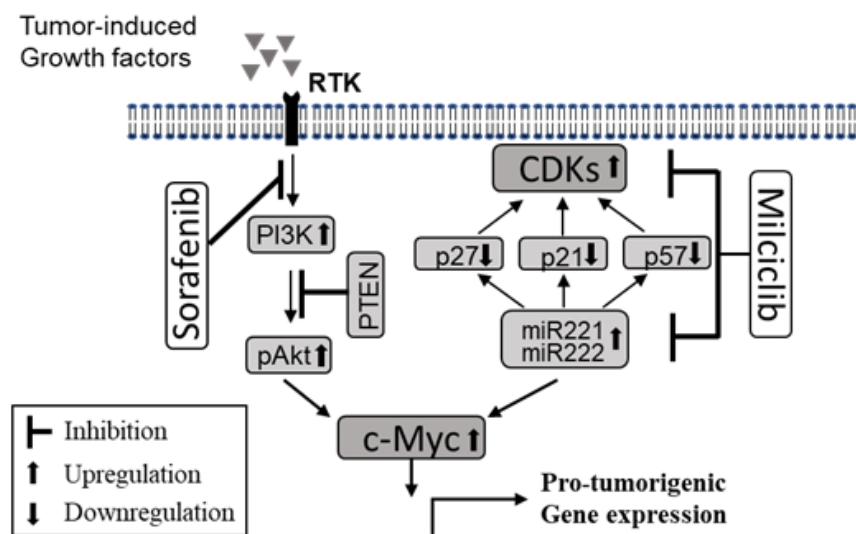 Tumor-induced
Growth factors
RTK
CDKs
Sorafenib
PI3K
p27
p21
p57
Milciclib
PTEN
miR221
miR222
pAkt
c-Myc
Inhibition
Upregulation
Downregulation
Pro-tumorigenic
Gene expression